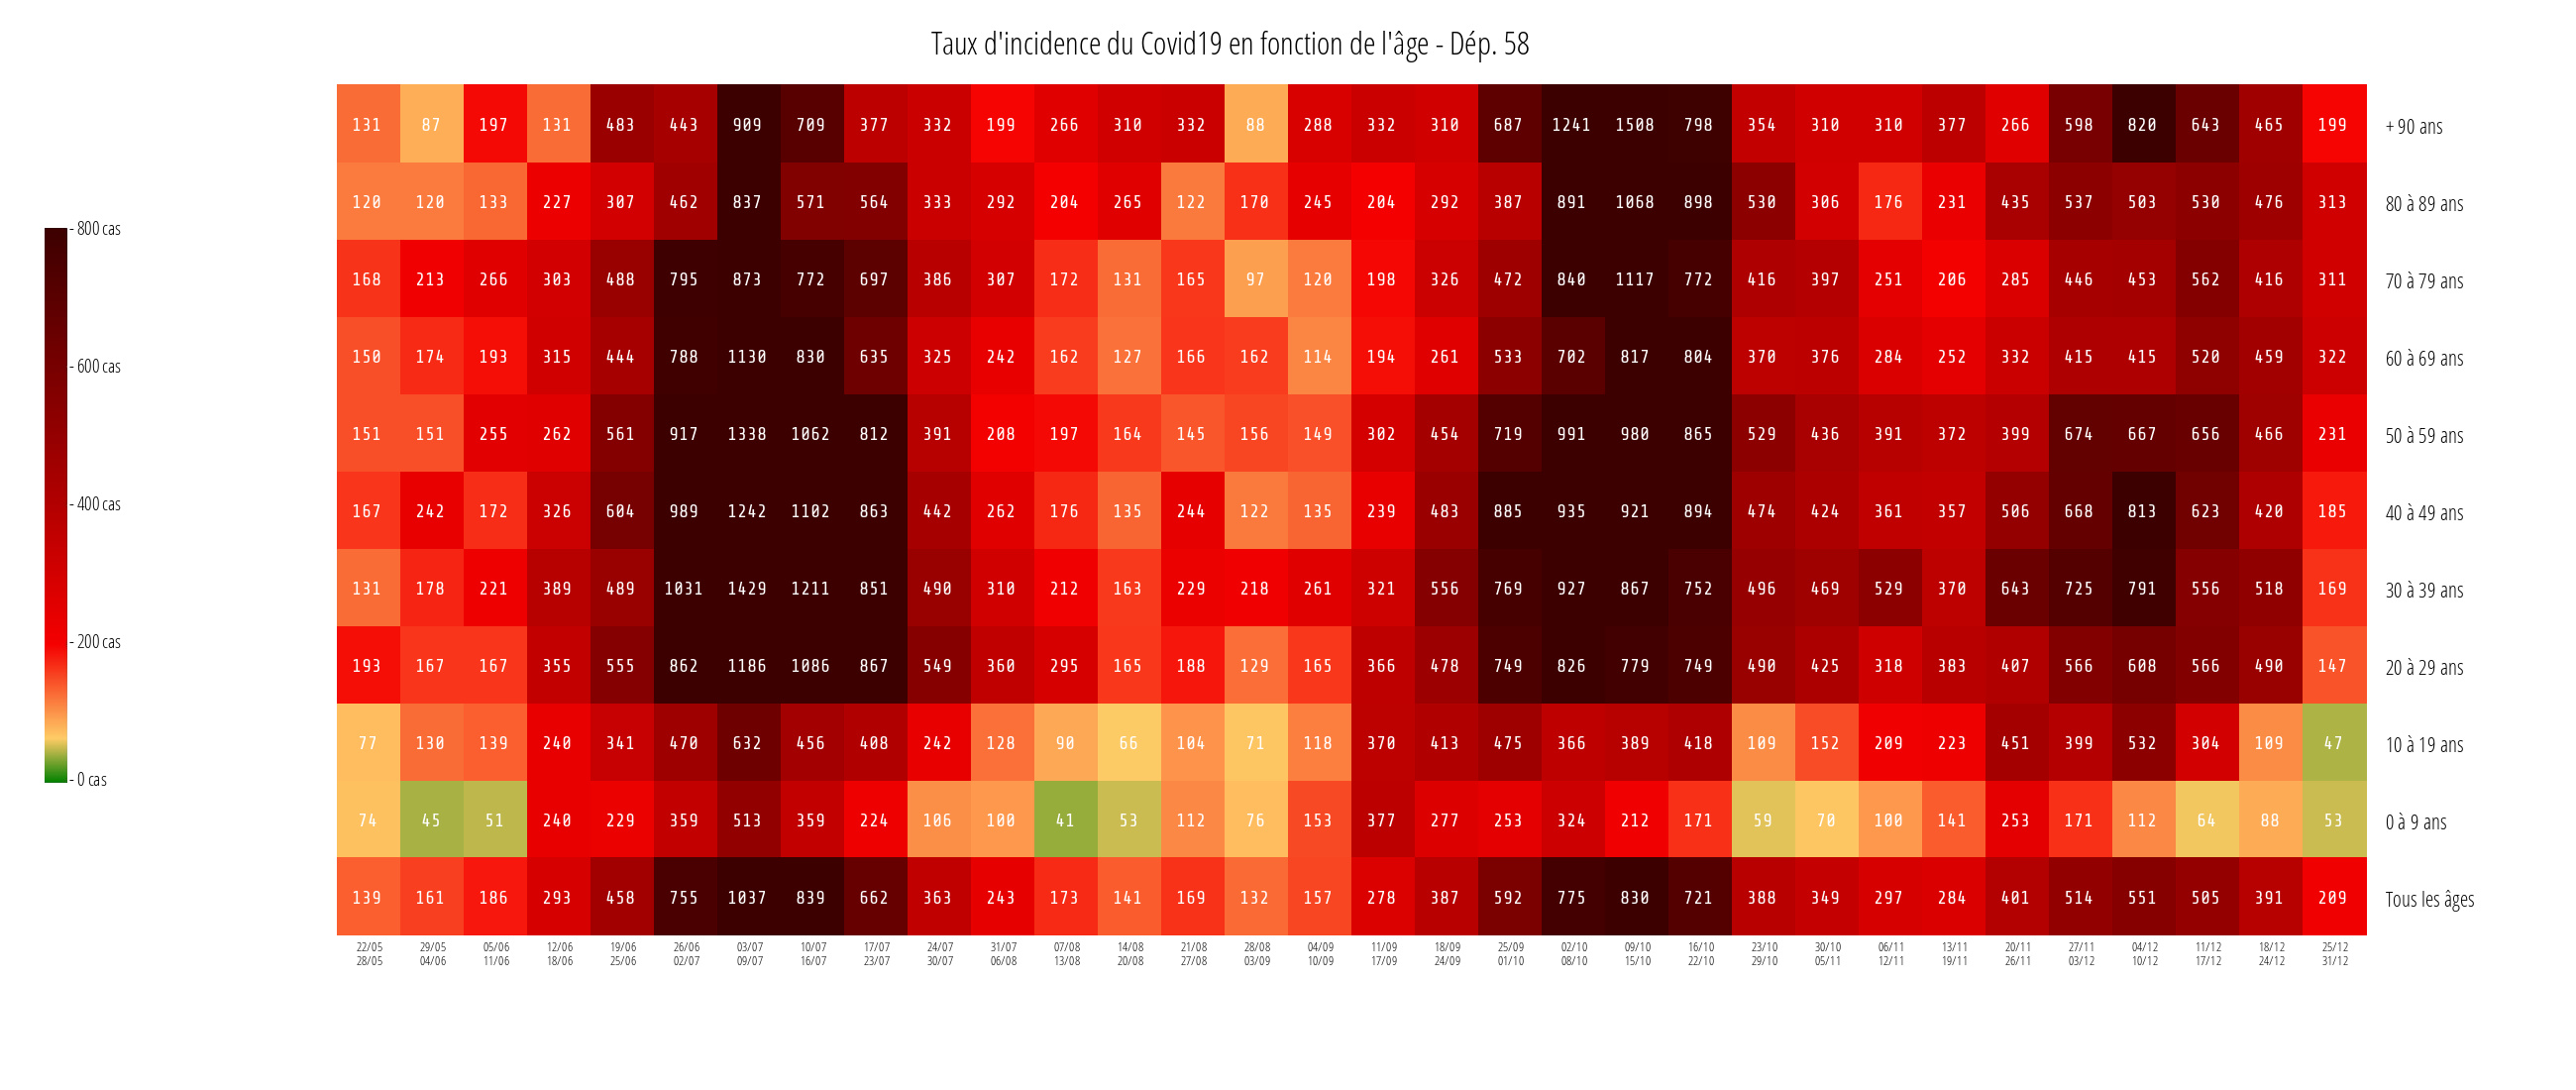 Taux d'incidence du Covid19 en fonction de l'âge - Dép. 58
131 87 197 131 483 443 909 709 377 332 199 266 310 332 88 288 332 310 687 1241 1508 798 354 310 310 377 266 598 820 643 465 199 + 90 ans
120 120 133 227 307 462 837 571 564 333 292 204 265 122 170 245 204 292 387 891 1068 898 530 306 176 231 435 537 503 530 476 313 80 à 89 ans
168 213 266 303 488 795 873 772 697 386 307 172 131 165 97 120 198 326 472 840 1117 772 416 397 251 206 285 446 453 562 416 311 70 à 79 ans
150 174 193 315 444 788 1130 830 635 325 242 162 127 166 162 114 194 261 533 702 817 804 370 376 284 252 332 415 415 520 459 322 60 à 69 ans
151 151 255 262 561 917 1338 1062 812 391 208 197 164 145 156 149 302 454 719 991 980 865 529 436 391 372 399 674 667 656 466 231 50 à 59 ans
167 242 172 326 604 989 1242 1102 863 442 262 176 135 244 122 135 239 483 885 935 921 894 474 424 361 357 506 668 813 623 420 185 40 à 49 ans
131 178 221 389 489 1031 1429 1211 851 490 310 212 163 229 218 261 321 556 769 927 867 752 496 469 529 370 643 725 791 556 518 169 30 à 39 ans
193 167 167 355 555 862 1186 1086 867 549 360 295 165 188 129 165 366 478 749 826 779 749 490 425 318 383 407 566 608 566 490 147 20 à 29 ans
77 130 139 240 341 470 632 456 408 242 128 90 66 104 71 118 370 413 475 366 389 418 109 152 209 223 451 399 532 304 109 47 10 à 19 ans
74 45 51 240 229 359 513 359 224 106 100 41 53 112 76 153 377 277 253 324 212 171 59 70 100 141 253 171 112 64 88 53 0 à 9 ans
139 161 186 293 458 755 1037 839 662 363 243 173 141 169 132 157 278 387 592 775 830 721 388 349 297 284 401 514 551 505 391 209 Tous les âges
22/05 29/05 05/06 12/06 19/06 26/06 03/07 10/07 17/07 24/07 31/07 07/08 14/08 21/08 28/08 04/09 11/09 18/09 25/09 02/10 09/10 16/10 23/10 30/10 06/11 13/11 20/11 27/11 04/12 11/12 18/12 25/12
28/05 04/06 11/06 18/06 25/06 02/07 09/07 16/07 23/07 30/07 06/08 13/08 20/08 27/08 03/09 10/09 17/09 24/09 01/10 08/10 15/10 22/10 29/10 05/11 12/11 19/11 26/11 03/12 10/12 17/12 24/12 31/12
- 800 cas
- 600 cas
- 400 cas
- 200 cas
- 0 cas